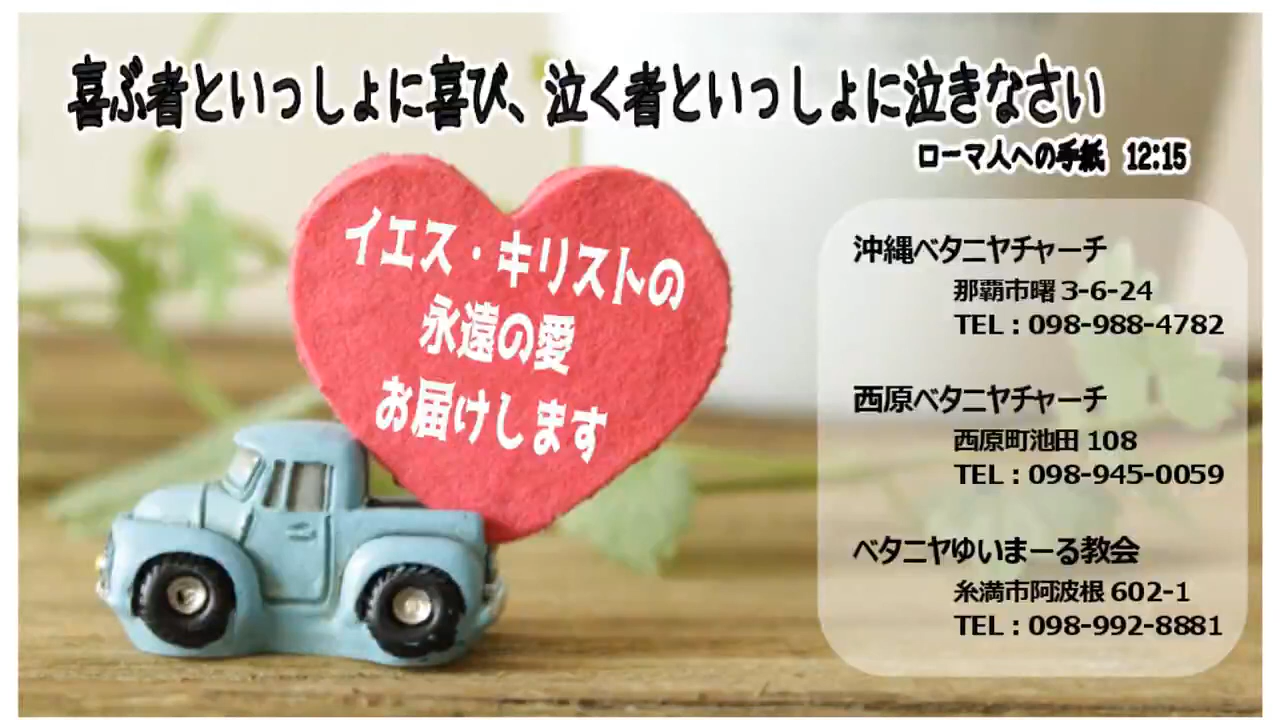 喜ぶ者といっしょに喜び、泣く者といっしょに泣きなさい
ローマ人への手紙 12:15
イエス・キリストの
永遠の愛
お届けします
沖縄ベタニヤチャーチ
那覇市曙 3-6-24
TEL : 098-988-4782
西原ベタニヤチャーチ
西原町池田 108
TEL : 098-945-0059
ベタニヤゆいまーる教会
糸満市阿波根 602-1
TEL : 098-992-8881